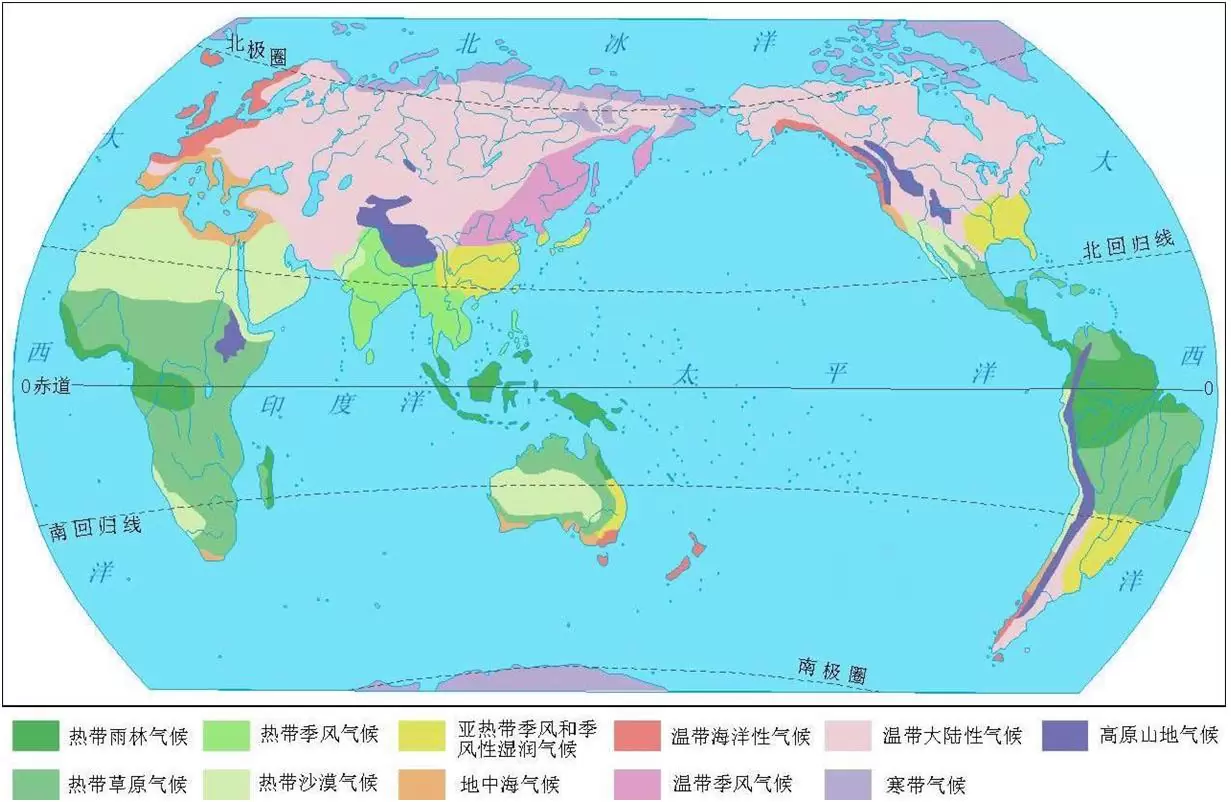 北极圈
北冰洋
大
大
北回归线
西
西
0赤道
0
太平洋
印度洋
南回归线
洋
洋
南极圈
热带雨林气候
热带季风气候
亚热带季风和季
风性湿润气候
温带海洋性气候
温带大陆性气候
高原山地气候
热带草原气候
热带沙漠气候
地中海气候
温带季风气候
寒带气候